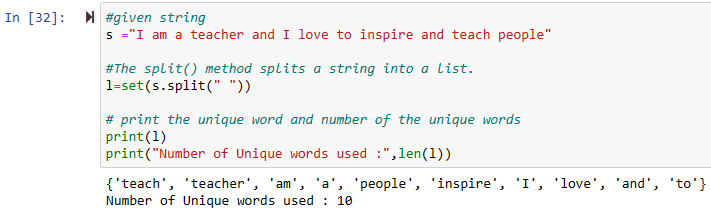 In [32]:
#given string
s ="I am a teacher and I love to inspire and teach people"
#The split() method splits a string into a list.
l=set(s.split(" "))
# print the unique word and number of the unique words
print(l)
print("Number of Unique words used :",len(l))
{'teach', 'teacher', 'am', 'a', 'people', 'inspire', 'I', 'love', 'and', 'to'}
Number of Unique words used : 10